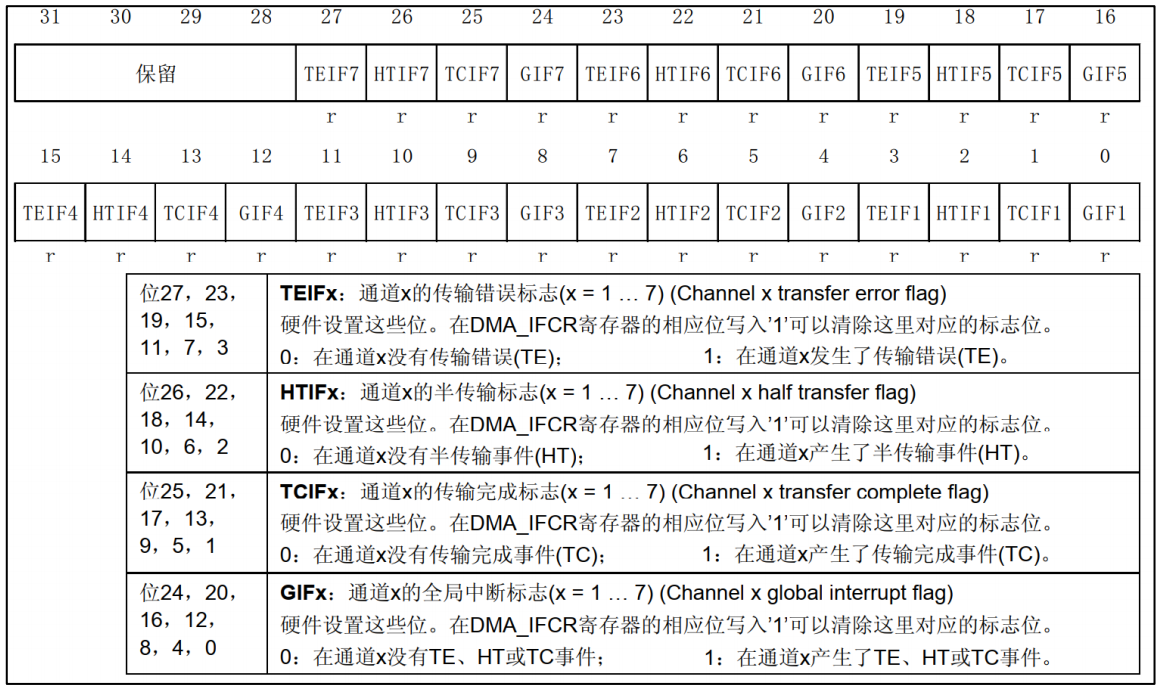 31 30 29 28 27 26 25 24 23 22 21 20 19 18 17 16
保留 TEIF7 HTIF7 TCIF7 GIF7 TEIF6 HTIF6 TCIF6 GIF6 TEIF5 HTIF5 TCIF5 GIF5
r r r r r r r r r r r r
15 14 13 12 11 10 9 8 7 6 5 4 3 2 1 0
TEIF4 HTIF4 TCIF4 GIF4 TEIF3 HTIF3 TCIF3 GIF3 TEIF2 HTIF2 TCIF2 GIF2 TEIF1 HTIF1 TCIF1 GIF1
r r r r r r r r r r r r r r r r
位27，23，
19，15，
11，7，3
TEIFx：通道x的传输错误标志(x = 1 … 7) (Channel x transfer error flag)
硬件设置这些位。在DMA_IFCR寄存器的相应位写入’1’可以清除这里对应的标志位。
0：在通道x没有传输错误(TE)； 1：在通道x发生了传输错误(TE)。
位26，22，
18，14，
10，6，2
HTIFx：通道x的半传输标志(x = 1 … 7) (Channel x half transfer flag)
硬件设置这些位。在DMA_IFCR寄存器的相应位写入’1’可以清除这里对应的标志位。
0：在通道x没有半传输事件(HT)； 1：在通道x产生了半传输事件(HT)。
位25，21，
17，13，
9，5，1
TCIFx：通道x的传输完成标志(x = 1 … 7) (Channel x transfer complete flag)
硬件设置这些位。在DMA_IFCR寄存器的相应位写入’1’可以清除这里对应的标志位。
0：在通道x没有传输完成事件(TC)； 1：在通道x产生了传输完成事件(TC)。
位24，20，
16，12，
8，4，0
GIFx：通道x的全局中断标志(x = 1 … 7) (Channel x global interrupt flag)
硬件设置这些位。在DMA_IFCR寄存器的相应位写入’1’可以清除这里对应的标志位。
0：在通道x没有TE、HT或TC事件； 1：在通道x产生了TE、HT或TC事件。